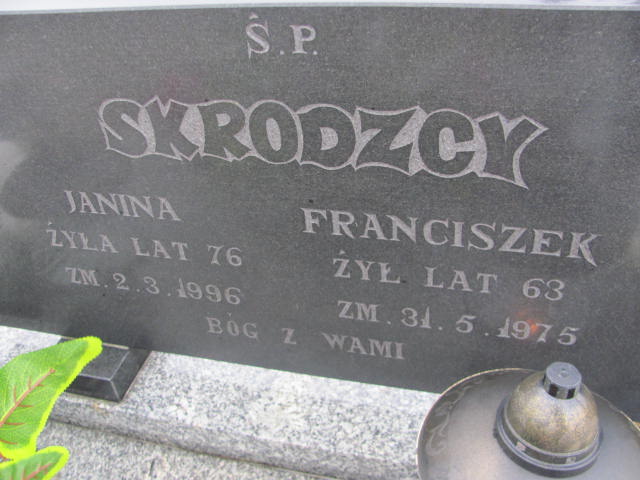 Ś.P.
SKRODZCY
JANINA
ŻYŁA LAT 76
ZM. 2.3.1996
FRANCISZEK
ŻYŁ LAT 63
ZM. 31.5.1975
BÓG Z WAMI